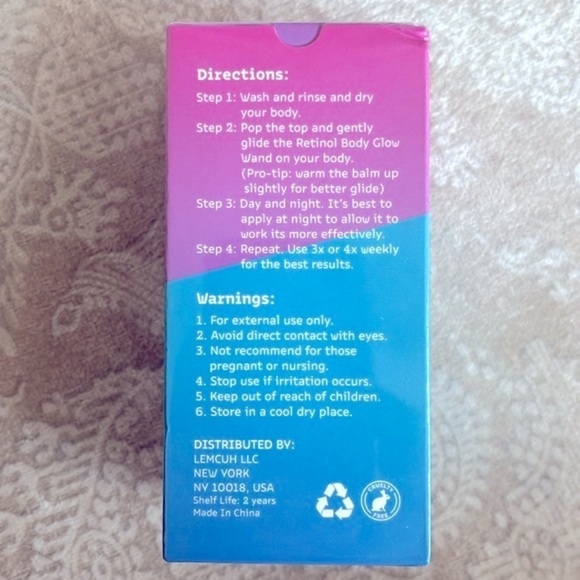 Directions:
Step 1: Wash and rinse and dry
your body.
Step 2: Pop the top and gently
glide the Retinol Body Glow
Wand on your body.
(Pro-tip: warm the balm up
slightly for better glide)
Step 3: Day and night. It's best to
apply at night to allow it to
work its more effectively.
Step 4: Repeat. Use 3x or 4x weekly
for the best results.
Warnings:
1. For external use only.
2. Avoid direct contact with eyes.
3. Not recommend for those
pregnant or nursing.
4. Stop use if irritation occurs.
5. Keep out of reach of children.
6. Store in a cool dry place.
DISTRIBUTED BY:
LEMCUH LLC
NEW YORK
NY 10018, USA
Shelf Life: 2 years
Made In China
CRUELTY
FREE